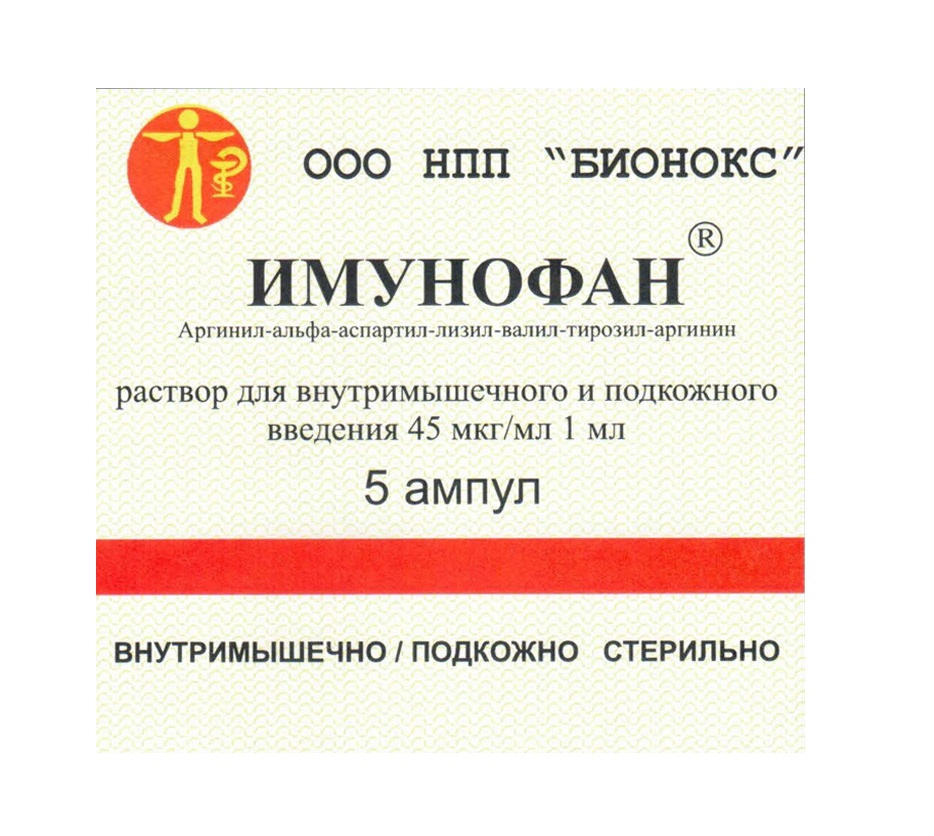 ООО НПП “БИОНОКС”
ИМУНОФАН®
Аргинил-альфа-аспартил-лизил-валил-тирозил-аргинин
раствор для внутримышечного и подкожного
введения 45 мкг/мл 1 мл
5 ампул
ВНУТРИМЫШЕЧНО / ПОДКОЖНО СТЕРИЛЬНО